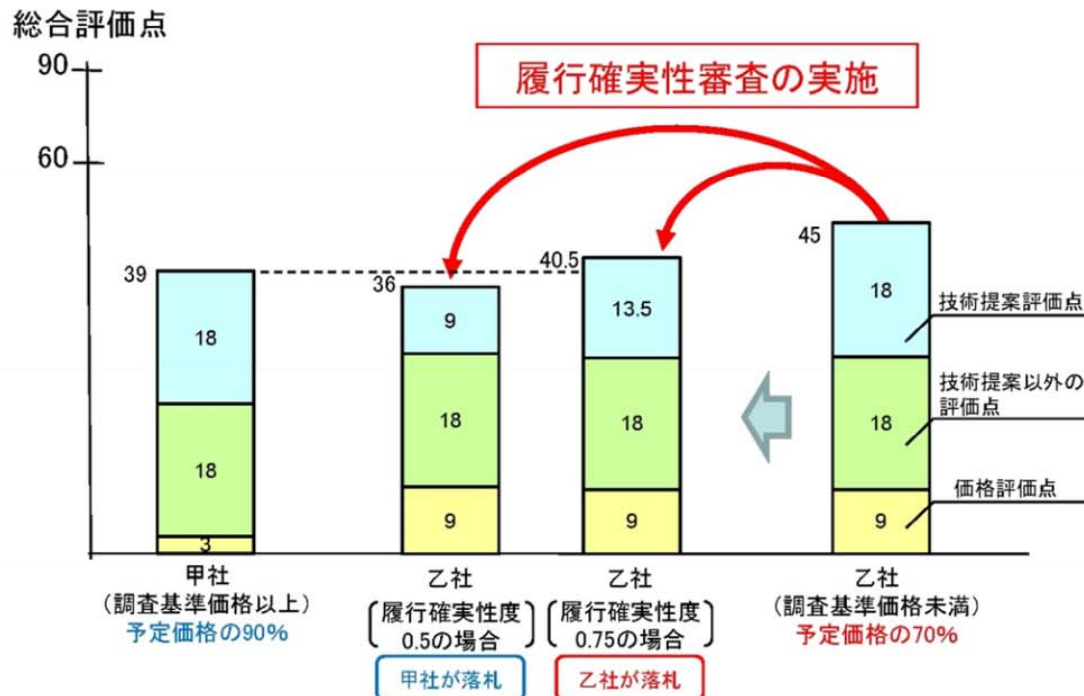 総合評価点
90
60
履行確実性審査の実施
39
18
18
3
36
9
18
9
40.5
13.5
18
9
45
18
18
9
技術提案評価点
技術提案以外の
評価点
価格評価点
甲社
(調査基準価格以上)
予定価格の90%
乙社
履行確実性度
0.5の場合
甲社が落札
乙社
履行確実性度
0.75の場合
乙社が落札
乙社
(調査基準価格未満)
予定価格の70%